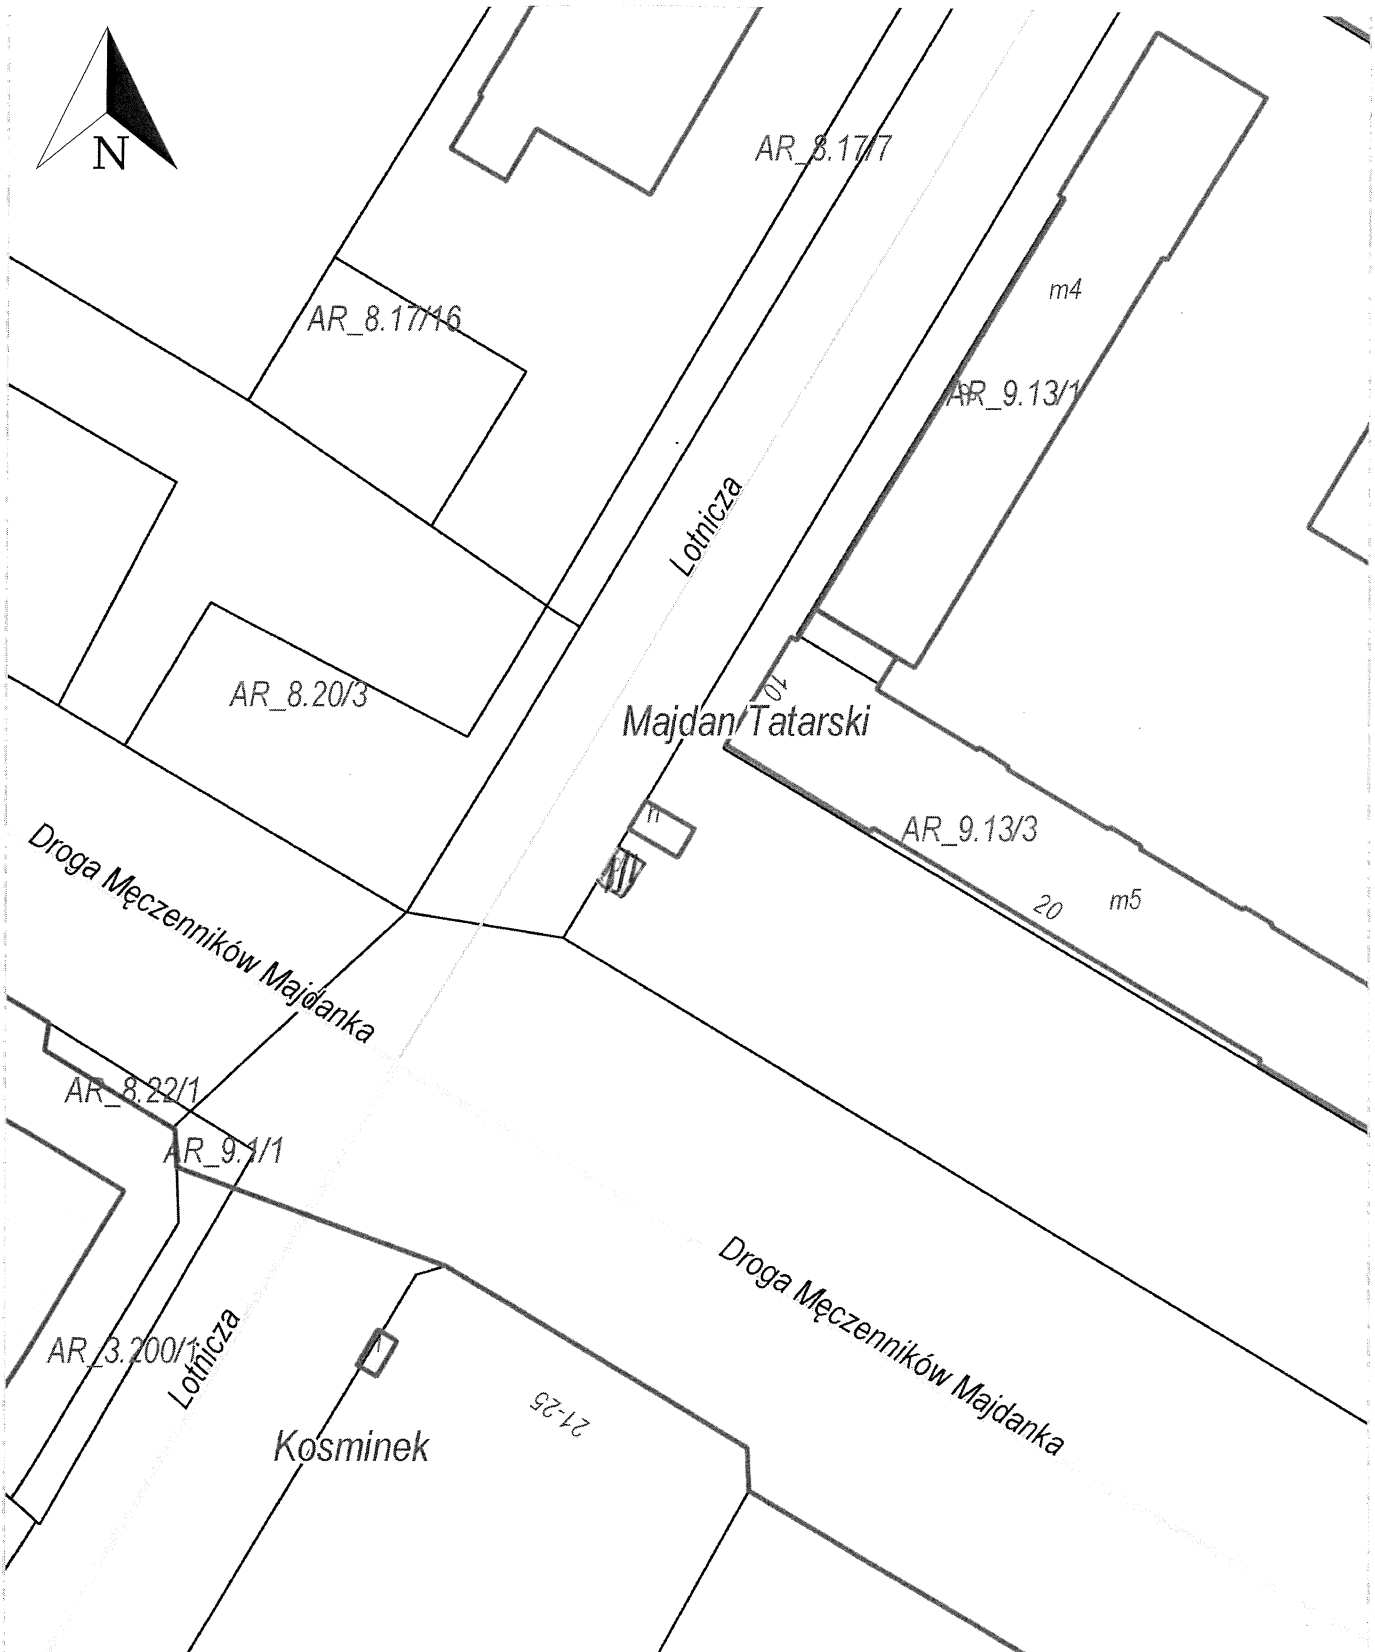 N
AR_8.17/7
m4
AR_8.17/16
AR_9.13/1
Lotnicza
AR_8.20/3
10
Majdan Tatarski
AR_9.13/3
Droga Męczenników Majdanka
20
m5
AR_8.22/1
AR_9.1/1
Droga Męczenników Majdanka
AR_3.200/1
Lotnicza
21-25
Kośminek